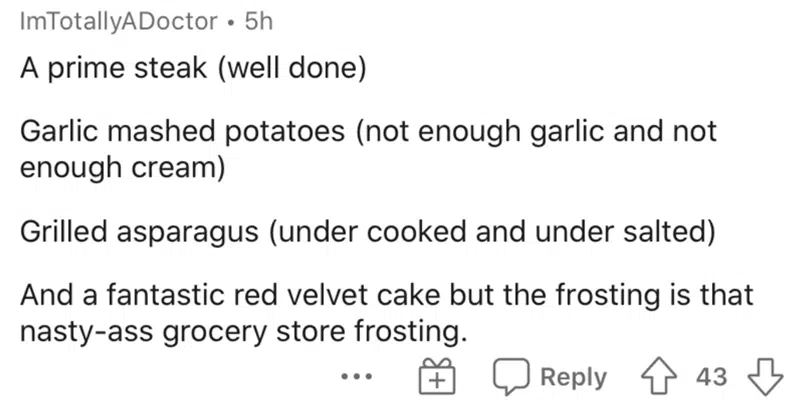 ImTotallyADoctor • 5h
A prime steak (well done)
Garlic mashed potatoes (not enough garlic and not
enough cream)
Grilled asparagus (under cooked and under salted)
And a fantastic red velvet cake but the frosting is that
nasty-ass grocery store frosting.
Reply 43